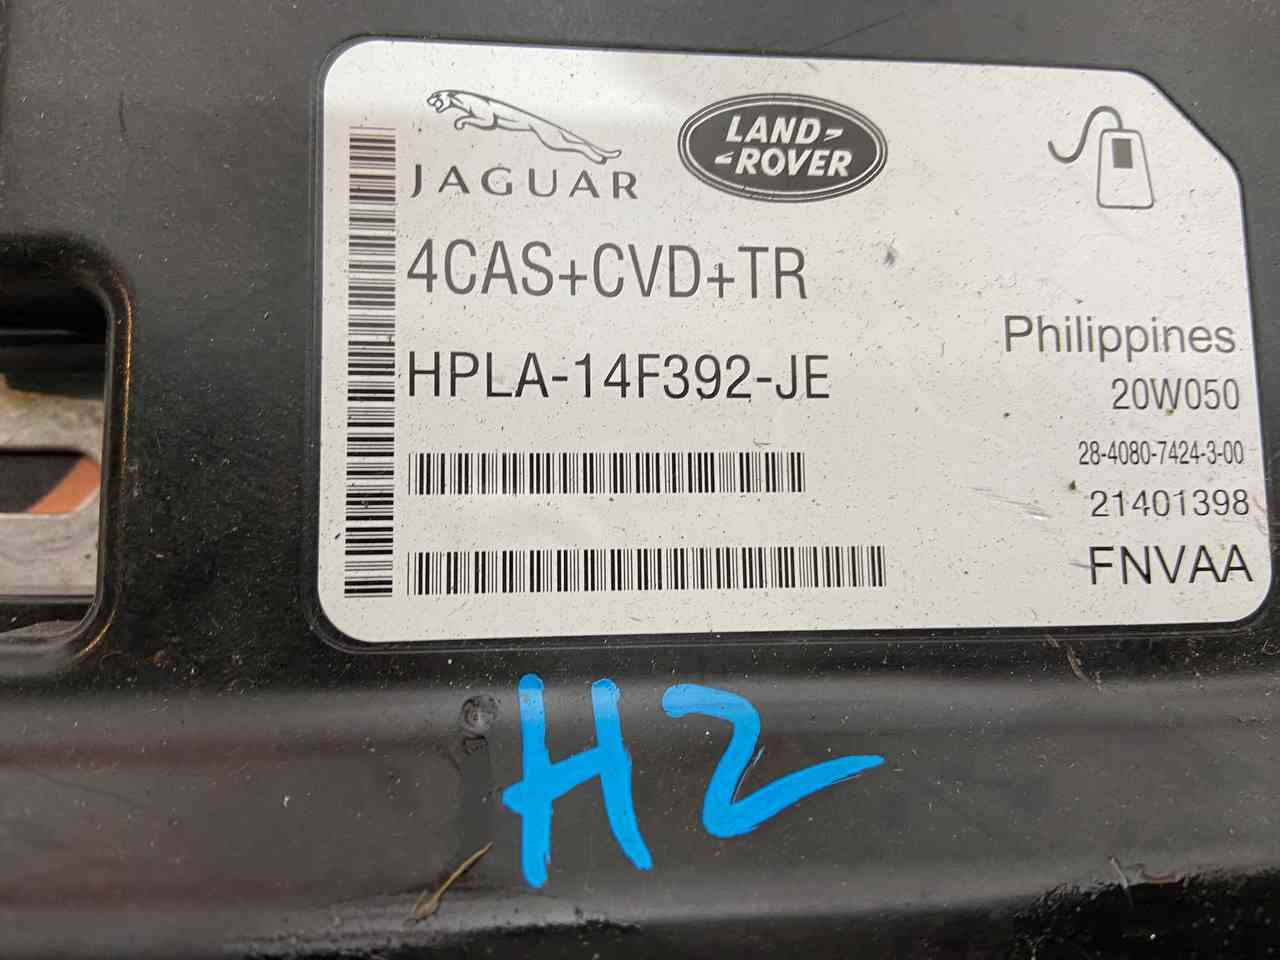 JAGUAR
LAND-
-ROVER
4CAS+CVD+TR
HPLA-14F392-JE
Philippines
20W050
28-4080-7424-3-00
21401398
FNVAA
H2